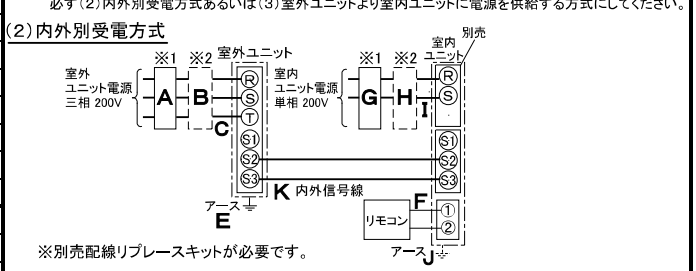 必ず(2)内外別受電方式あるいは(3)室外ユニットより室内ユニットに電源を供給する方式にしてください。
(2)内外別受電方式
※1 ※2 室外ユニット
室外
ユニット電源
三相 200V
A B C
R
S
T
S1
S2
S3
アース
E
※1 ※2 室内
ユニット
別売
室内
ユニット電源
単相 200V
G H I
R
S
S1
S2
S3
K 内外信号線
リモコン
F
①
②
アース J
※別売配線リプレースキットが必要です。